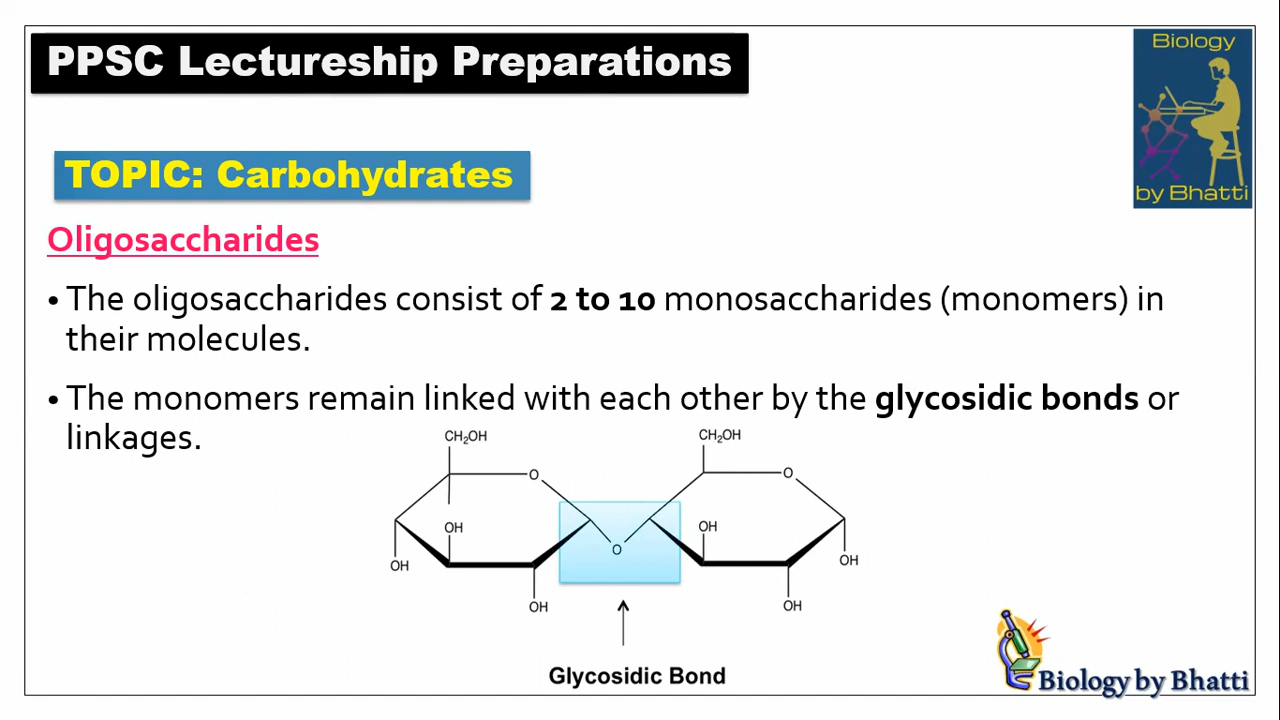 PPSC Lectureship Preparations
Biology
by Bhatti
TOPIC: Carbohydrates
Oligosaccharides
• The oligosaccharides consist of 2 to 10 monosaccharides (monomers) in
their molecules.
• The monomers remain linked with each other by the glycosidic bonds or
linkages.
CH₂OH CH₂OH
O O
OH OH
O
OH OH
OH OH
Glycosidic Bond
Biology by Bhatti